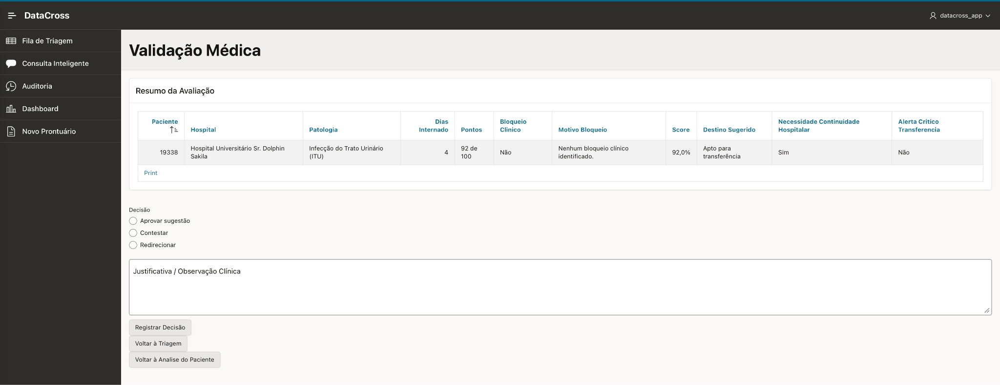 DataCross
datacross_app
Fila de Triagem
Consulta Inteligente
Auditoria
Dashboard
Novo Prontuário
Validação Médica
Resumo da Avaliação
Paciente
Hospital
Patologia
Dias Internado
Pontos
Bloqueio Clinico
Motivo Bloqueio
Score
Destino Sugerido
Necessidade Continuidade Hospitalar
Alerta Critico Transferencia
19338
Hospital Universitário Sr. Dolphin Sakila
Infecção do Trato Urinário (ITU)
4
92 de 100
Não
Nenhum bloqueio clínico identificado.
92,0%
Apto para transferência
Sim
Não
Print
Decisão
Aprovar sugestão
Contestar
Redirecionar
Justificativa / Observação Clínica
Registrar Decisão
Voltar à Triagem
Voltar à Analise do Paciente